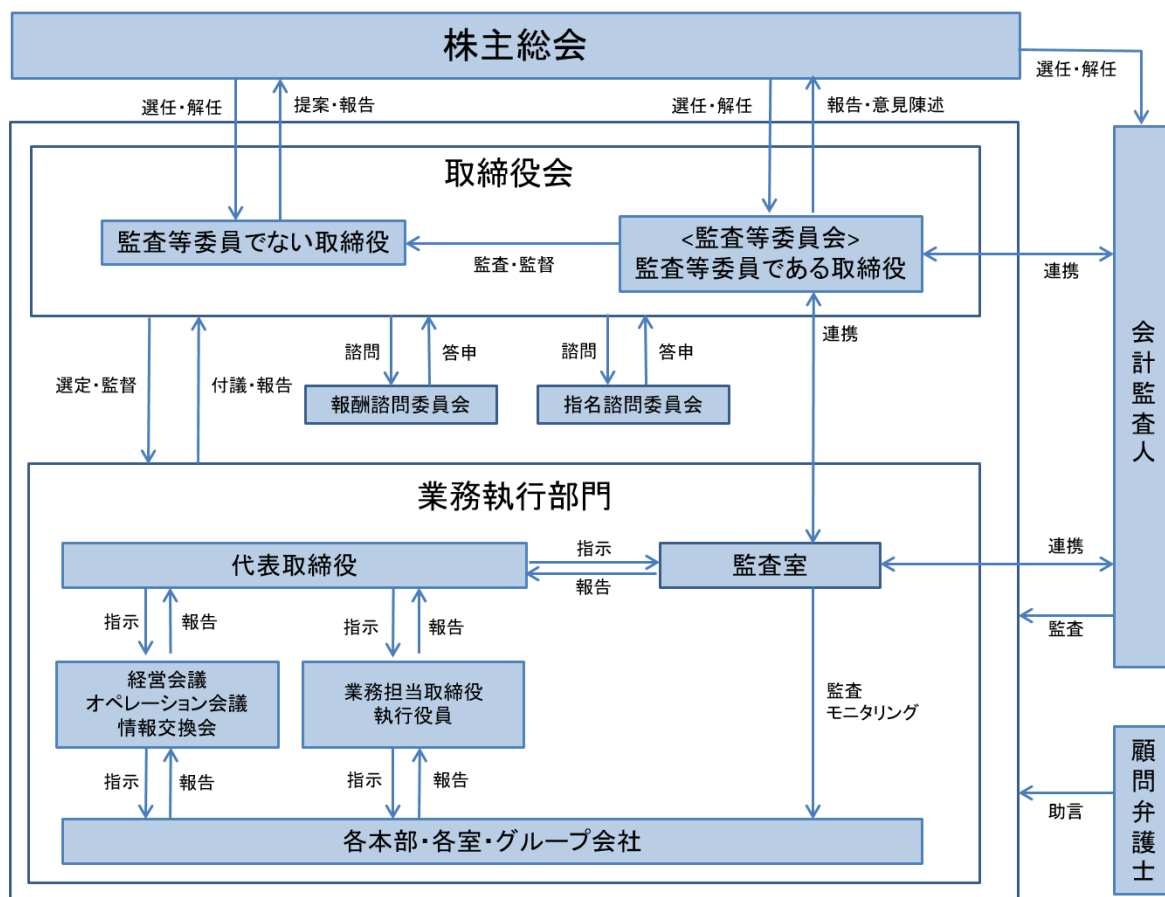 株主総会
選任・解任
提案・報告
選任・解任
報告・意見陳述
選任・解任
取締役会
監査等委員でない取締役
監査・監督
<監査等委員会>
監査等委員である取締役
連携
会計監査人
選定・監督
付議・報告
諮問
答申
諮問
答申
連携
報酬諮問委員会
指名諮問委員会
業務執行部門
代表取締役
指示
報告
監査室
連携
監査
指示
報告
指示
報告
経営会議
オペレーション会議
情報交換会
業務担当取締役
執行役員
監査
モニタリング
指示
報告
指示
報告
各本部・各室・グループ会社
助言
顧問弁護士